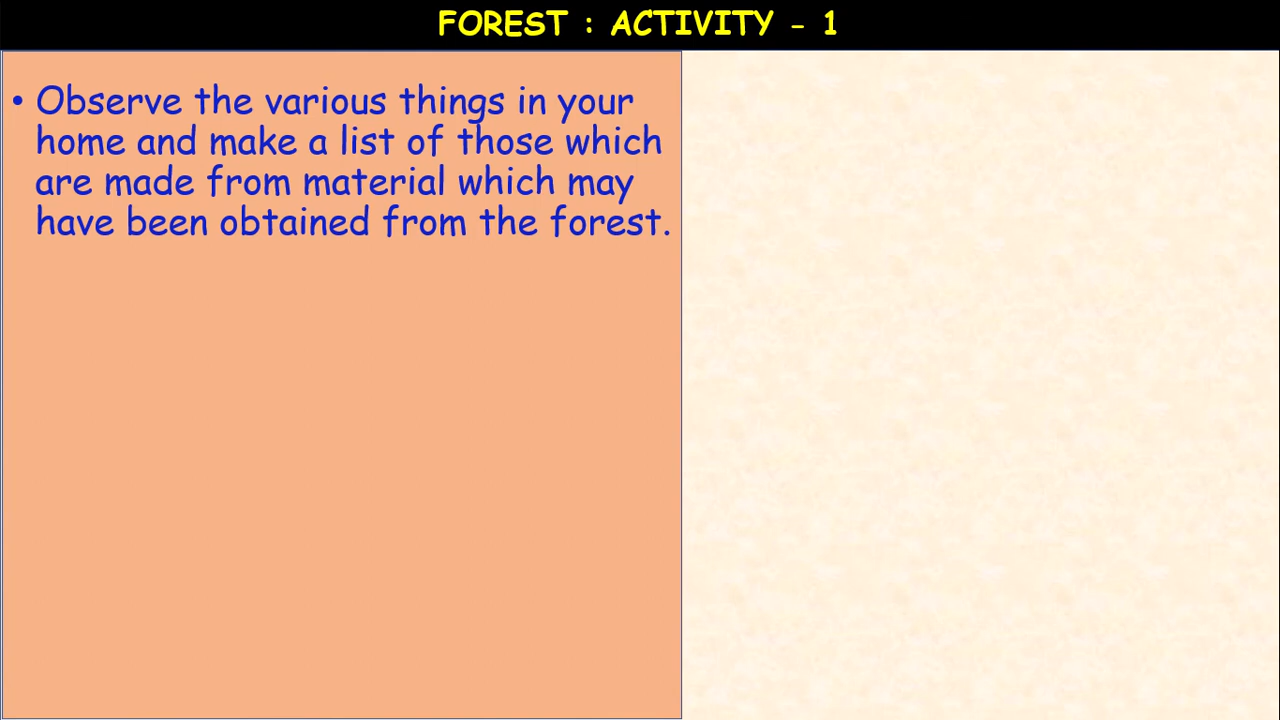 FOREST : ACTIVITY - 1
• Observe the various things in your
home and make a list of those which
are made from material which may
have been obtained from the forest.